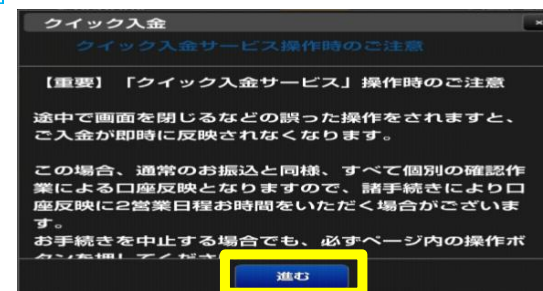 クイック入金
クイック入金サービス操作時のご注意
【重要】「クイック入金サービス」操作時のご注意
途中で画面を閉じるなどの誤った操作をされますと、
ご入金が即時に反映されなくなります。
この場合、通常のお振込と同様、すべて個別の確認作
業による口座反映となりますので、諸手続きにより口
座反映に2営業日程お時間をいただく場合がございま
す。
お手続きを中止する場合でも、必ずページ内の操作ボ
タンを押してくださ
進む